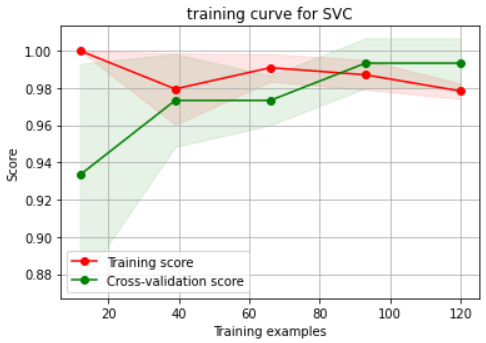 training curve for SVC
1.00
0.98
0.96
0.94
0.92
0.90
0.88
Score
Training score
Cross-validation score
20
40
60
80
100
120
Training examples